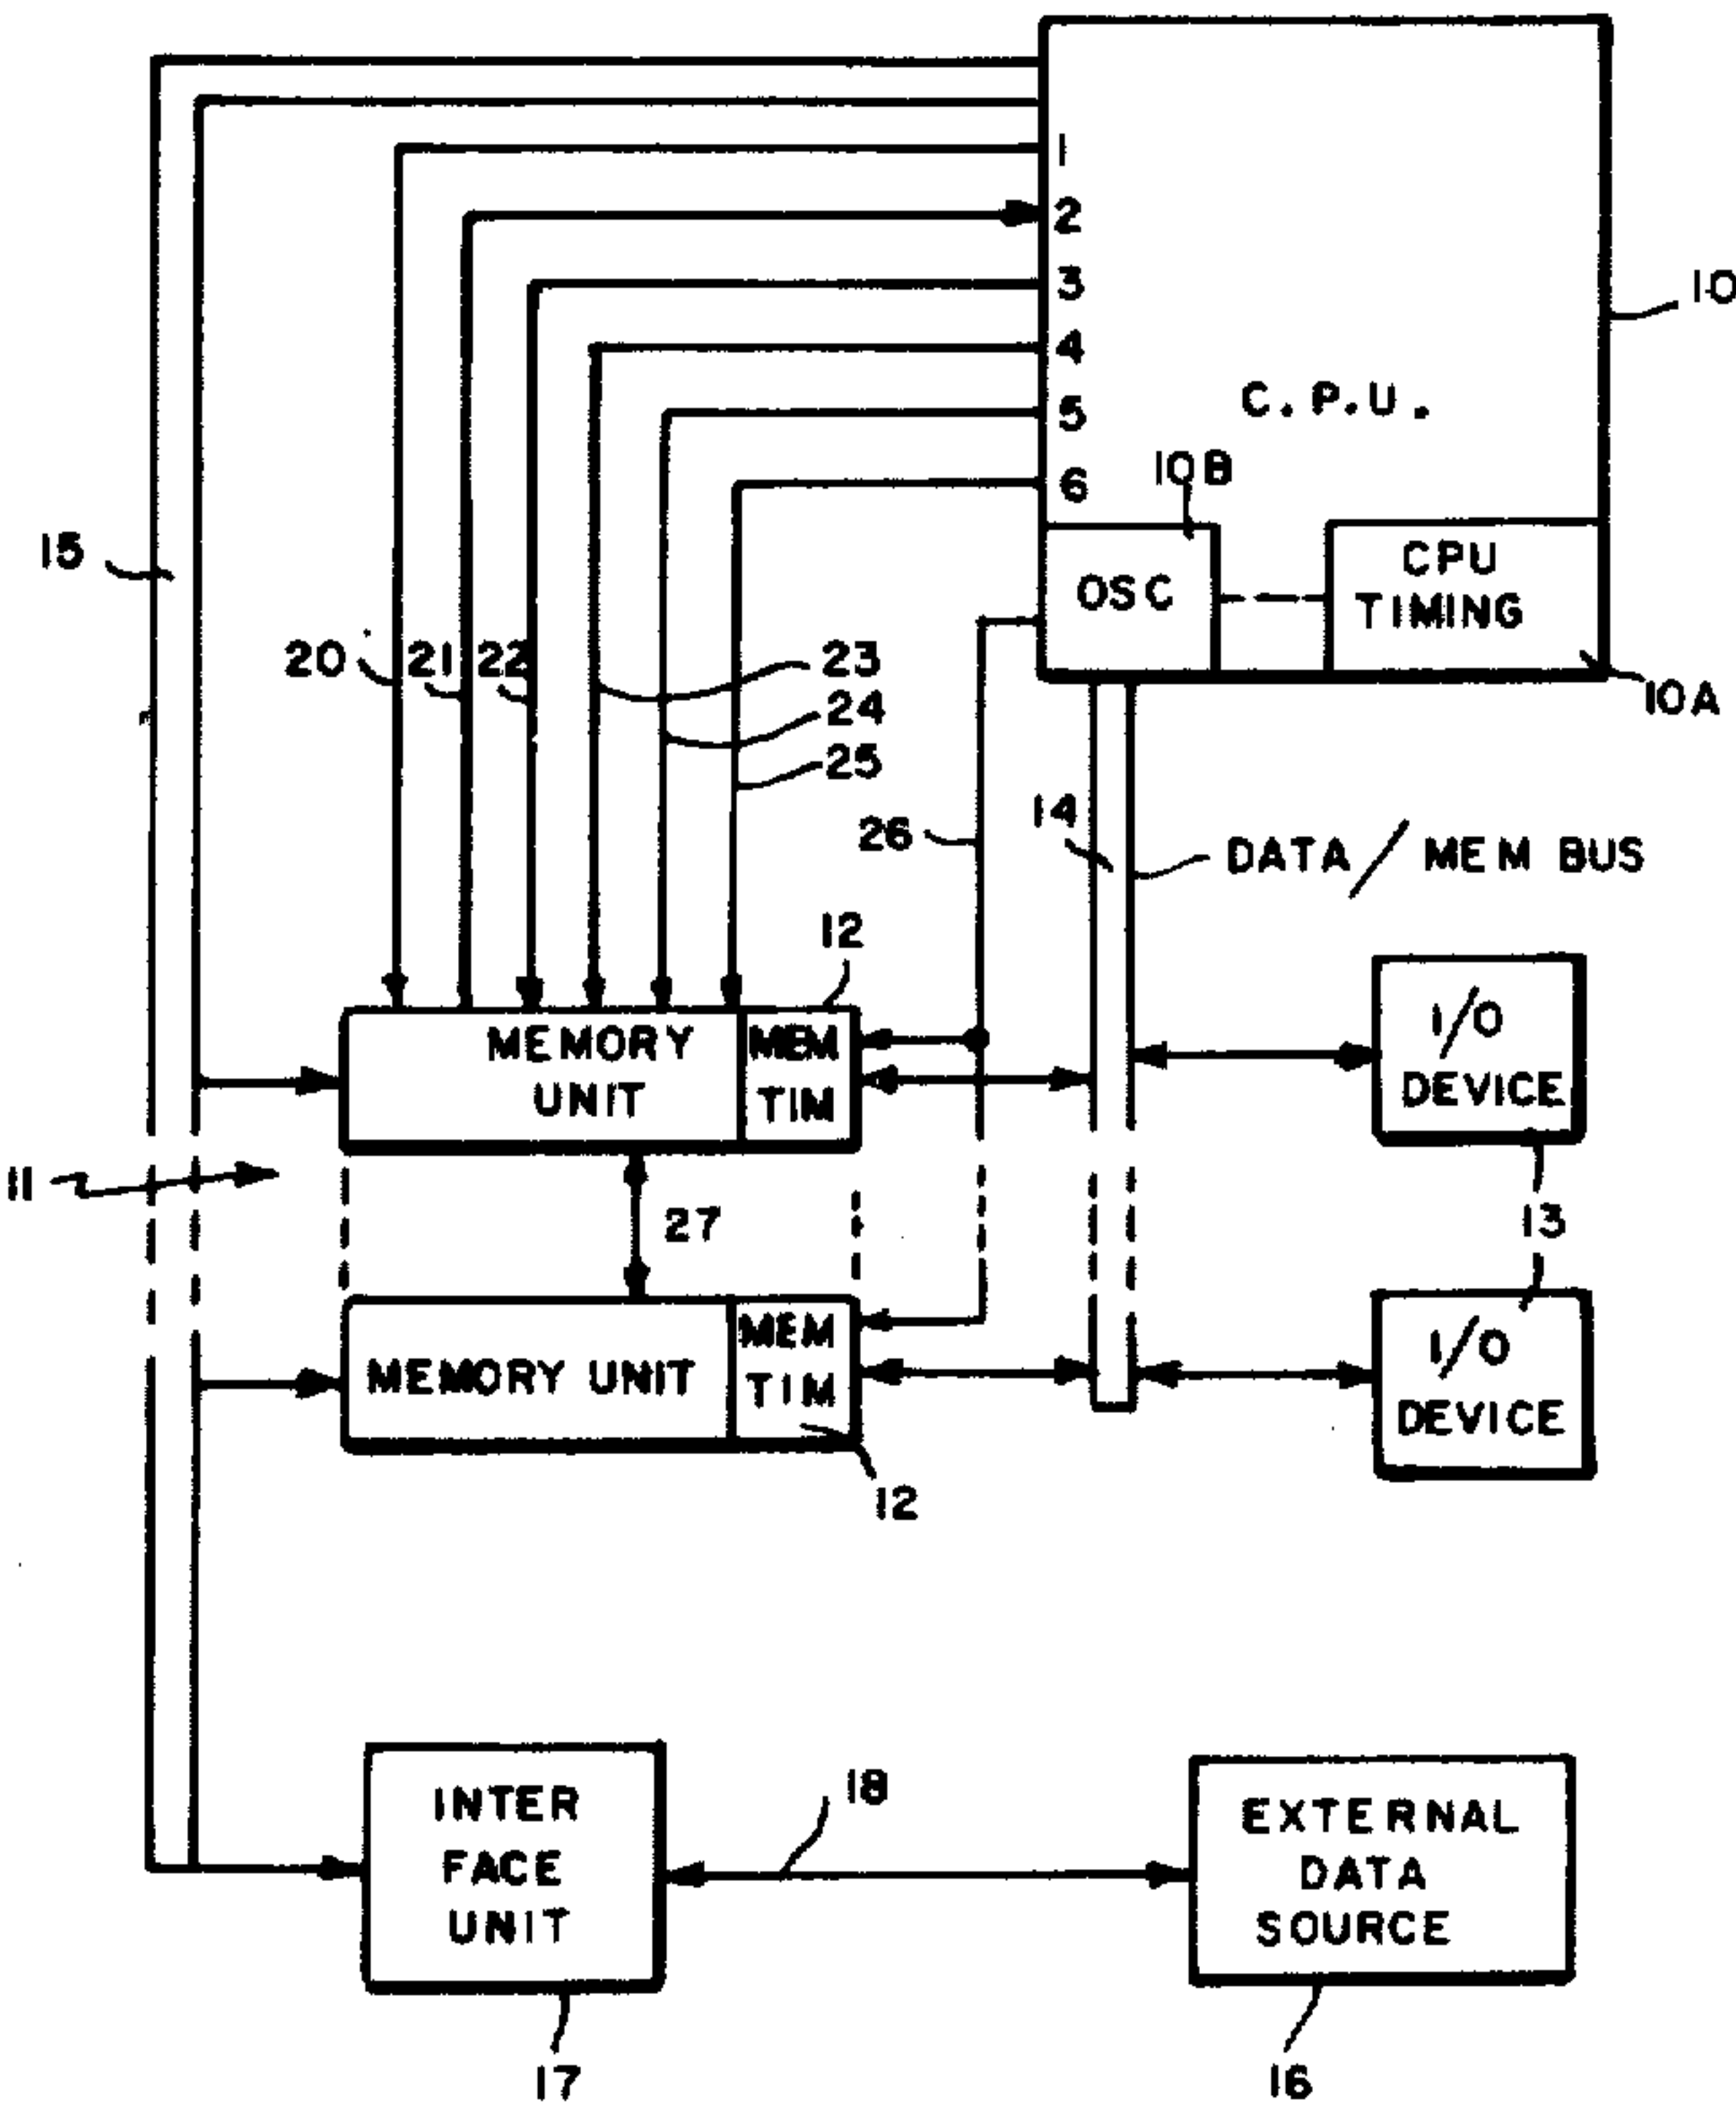 1
2
3
4
5
6
C.P.U.
10
10B
OSC
CPU
TIMING
10A
15
20
21
22
23
24
25
26
14
DATA/MEM BUS
12
MEMORY
UNIT
MEM
TIM
I/O
DEVICE
11
27
13
MEMORY UNIT
MEM
TIM
I/O
DEVICE
12
INTER
FACE
UNIT
18
EXTERNAL
DATA
SOURCE
17
16